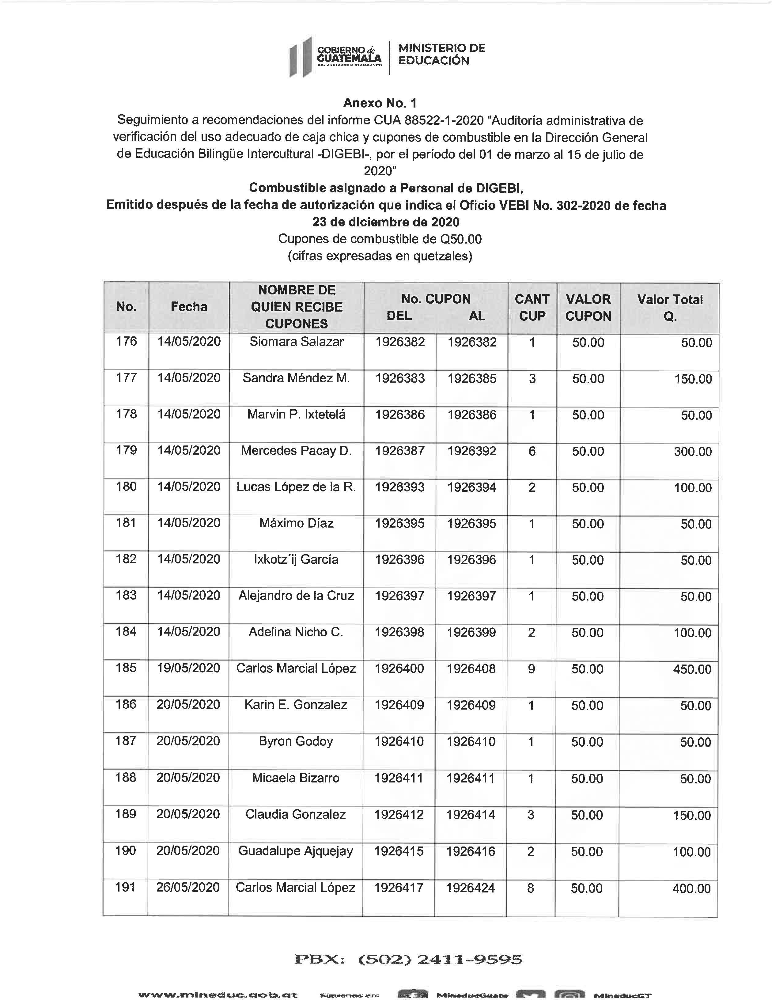 GOBIERNO de
GUATEMALA
DR. ALEJANDRO GIAMMATTEI
MINISTERIO DE
EDUCACIÓN
Anexo No. 1
Seguimiento a recomendaciones del informe CUA 88522-1-2020 “Auditoría administrativa de
verificación del uso adecuado de caja chica y cupones de combustible en la Dirección General
de Educación Bilingüe Intercultural -DIGEBI-, por el período del 01 de marzo al 15 de julio de
2020”
Combustible asignado a Personal de DIGEBI,
Emitido después de la fecha de autorización que indica el Oficio VEBI No. 302-2020 de fecha
23 de diciembre de 2020
Cupones de combustible de Q50.00
(cifras expresadas en quetzales)
No. Fecha NOMBRE DE QUIEN RECIBE CUPONES No. CUPON DEL AL CANT CUP VALOR CUPON Valor Total Q.
176 14/05/2020 Siomara Salazar 1926382 1926382 1 50.00 50.00
177 14/05/2020 Sandra Méndez M. 1926383 1926385 3 50.00 150.00
178 14/05/2020 Marvin P. Ixtetelá 1926386 1926386 1 50.00 50.00
179 14/05/2020 Mercedes Pacay D. 1926387 1926392 6 50.00 300.00
180 14/05/2020 Lucas López de la R. 1926393 1926394 2 50.00 100.00
181 14/05/2020 Máximo Díaz 1926395 1926395 1 50.00 50.00
182 14/05/2020 Ixkotz´ij García 1926396 1926396 1 50.00 50.00
183 14/05/2020 Alejandro de la Cruz 1926397 1926397 1 50.00 50.00
184 14/05/2020 Adelina Nicho C. 1926398 1926399 2 50.00 100.00
185 19/05/2020 Carlos Marcial López 1926400 1926408 9 50.00 450.00
186 20/05/2020 Karin E. Gonzalez 1926409 1926409 1 50.00 50.00
187 20/05/2020 Byron Godoy 1926410 1926410 1 50.00 50.00
188 20/05/2020 Micaela Bizarro 1926411 1926411 1 50.00 50.00
189 20/05/2020 Claudia Gonzalez 1926412 1926414 3 50.00 150.00
190 20/05/2020 Guadalupe Ajquejay 1926415 1926416 2 50.00 100.00
191 26/05/2020 Carlos Marcial López 1926417 1926424 8 50.00 400.00
PBX: (502) 2411-9595
www.mineduc.gob.gt Síguenos en: MineducGuate MineducGT